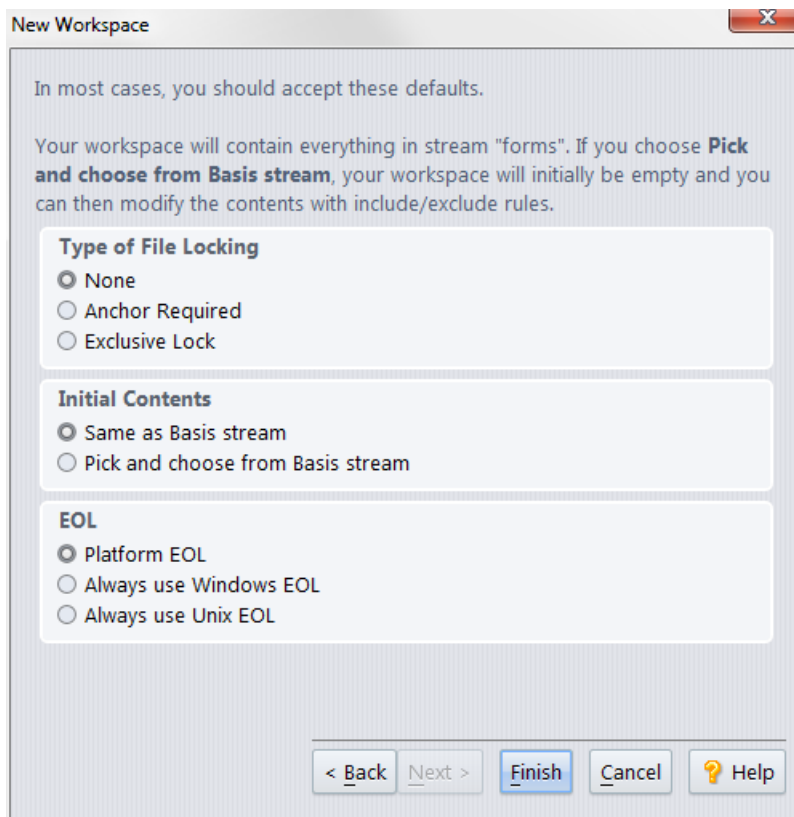 New Workspace
In most cases, you should accept these defaults.
Your workspace will contain everything in stream "forms". If you choose Pick
and choose from Basis stream, your workspace will initially be empty and you
can then modify the contents with include/exclude rules.
Type of File Locking
None
Anchor Required
Exclusive Lock
Initial Contents
Same as Basis stream
Pick and choose from Basis stream
EOL
Platform EOL
Always use Windows EOL
Always use Unix EOL
< Back Next > Finish Cancel ? Help